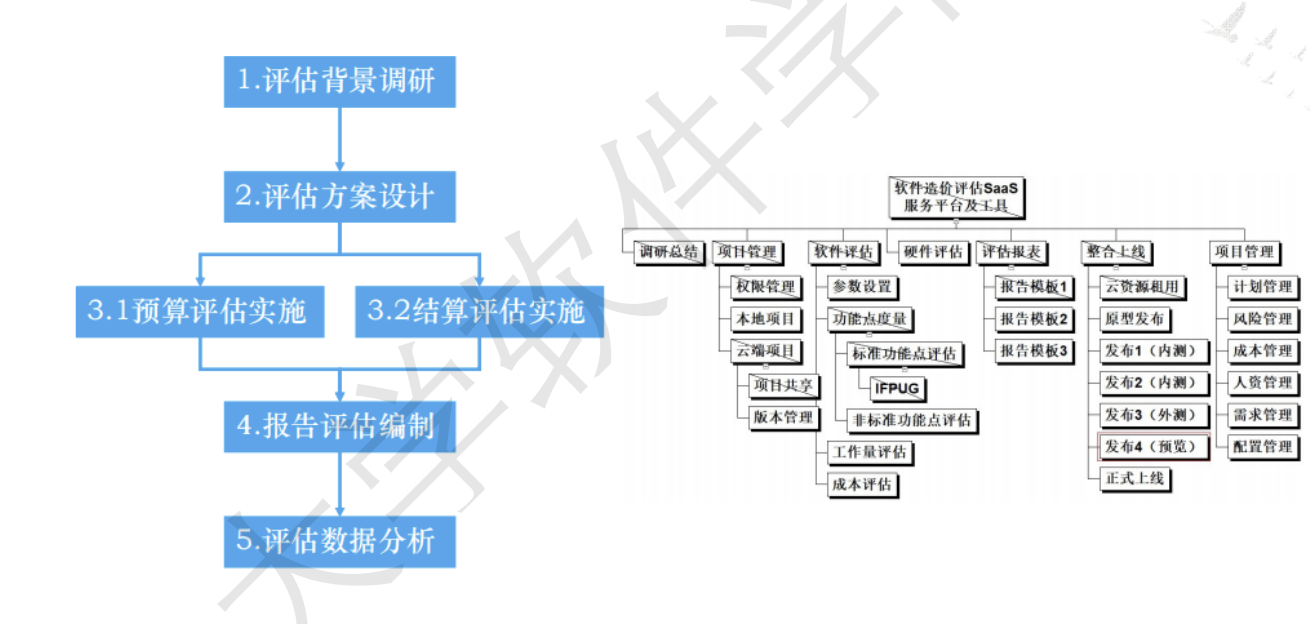 1.评估背景调研
2.评估方案设计
3.1预算评估实施
3.2结算评估实施
4.报告评估编制
5.评估数据分析
软件造价评估SaaS
服务平台及工具
调研总结
项目管理
权限管理
本地项目
云端项目
项目共享
版本管理
软件评估
参数设置
功能点度量
标准功能点评估
IFPUG
非标准功能点评估
工作量评估
成本评估
硬件评估
评估报表
报告模板1
报告模板2
报告模板3
整合上线
云资源租用
原型发布
发布1（内测）
发布2（内测）
发布3（外测）
发布4（预览）
正式上线
项目管理
计划管理
风险管理
成本管理
人资管理
需求管理
配置管理
大学软件学